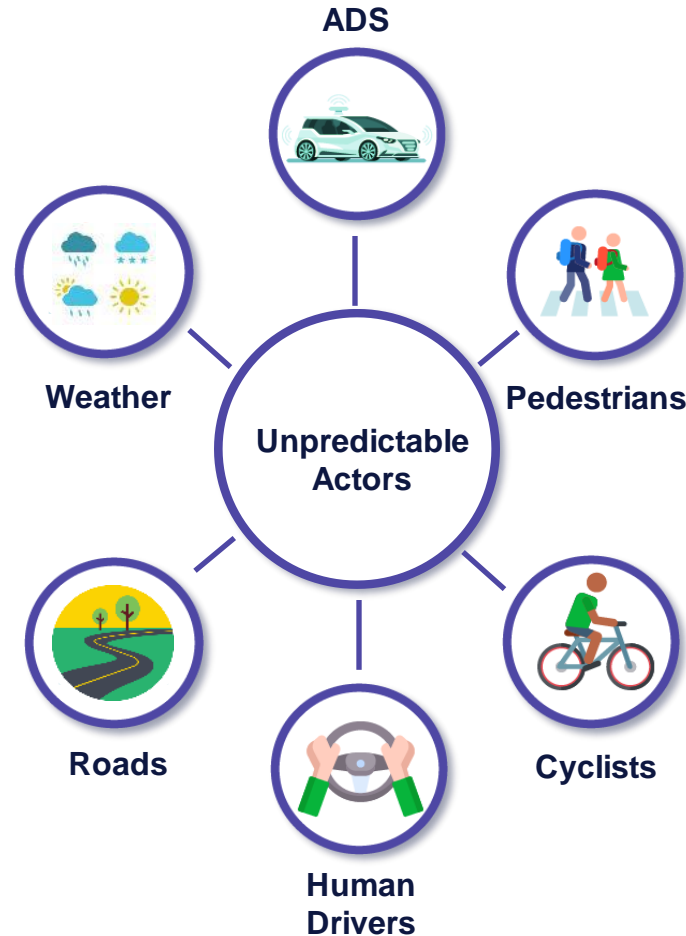 ADS
Weather
Pedestrians
Unpredictable
Actors
Roads
Cyclists
Human
Drivers